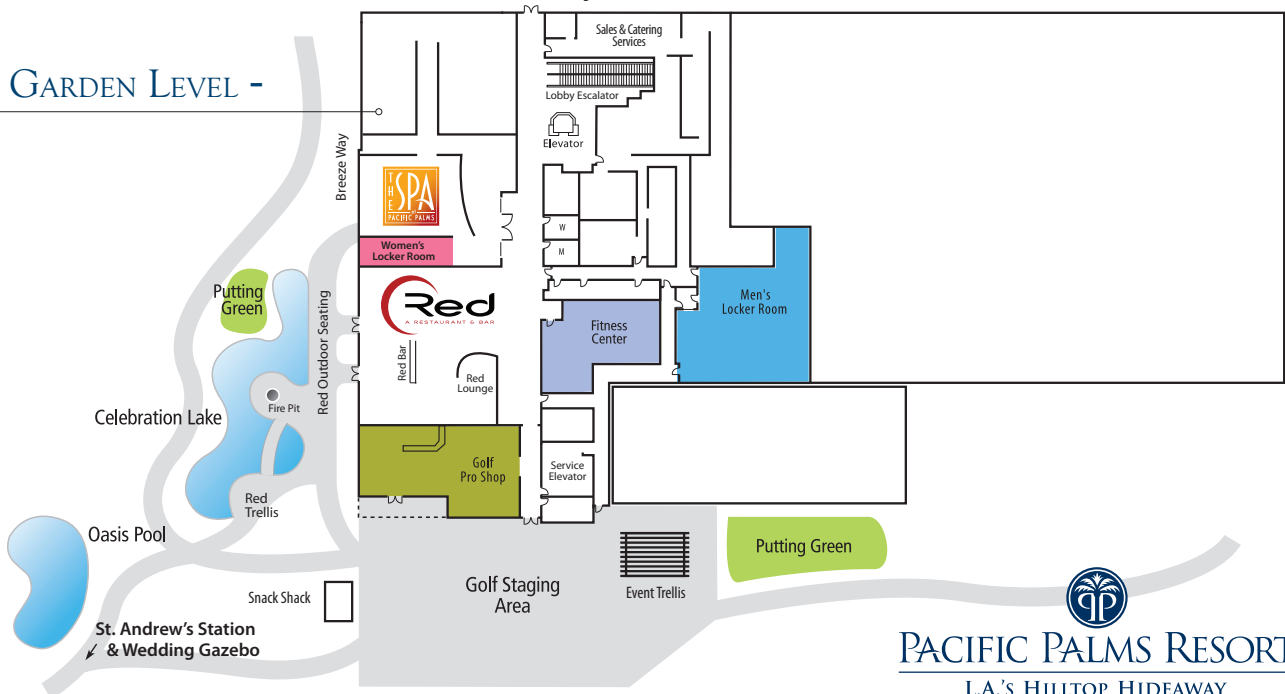 Sales & Catering
Services
GARDEN LEVEL -
Lobby Escalator
Elevator
Breeze Way
THE
SPA
AT
PACIFIC PALMS
W
M
Women's
Locker Room
Putting
Green
Red
A RESTAURANT & BAR
Men's
Locker Room
Fitness
Center
Red Outdoor Seating
Red Bar
Red
Lounge
Fire Pit
Celebration Lake
Golf
Pro Shop
Service
Elevator
Red
Trellis
Oasis Pool
Putting Green
Golf Staging
Area
Event Trellis
Snack Shack
St. Andrew's Station
& Wedding Gazebo
PP
PACIFIC PALMS RESORT
L.A.'S HILLTOP HIDEAWAY